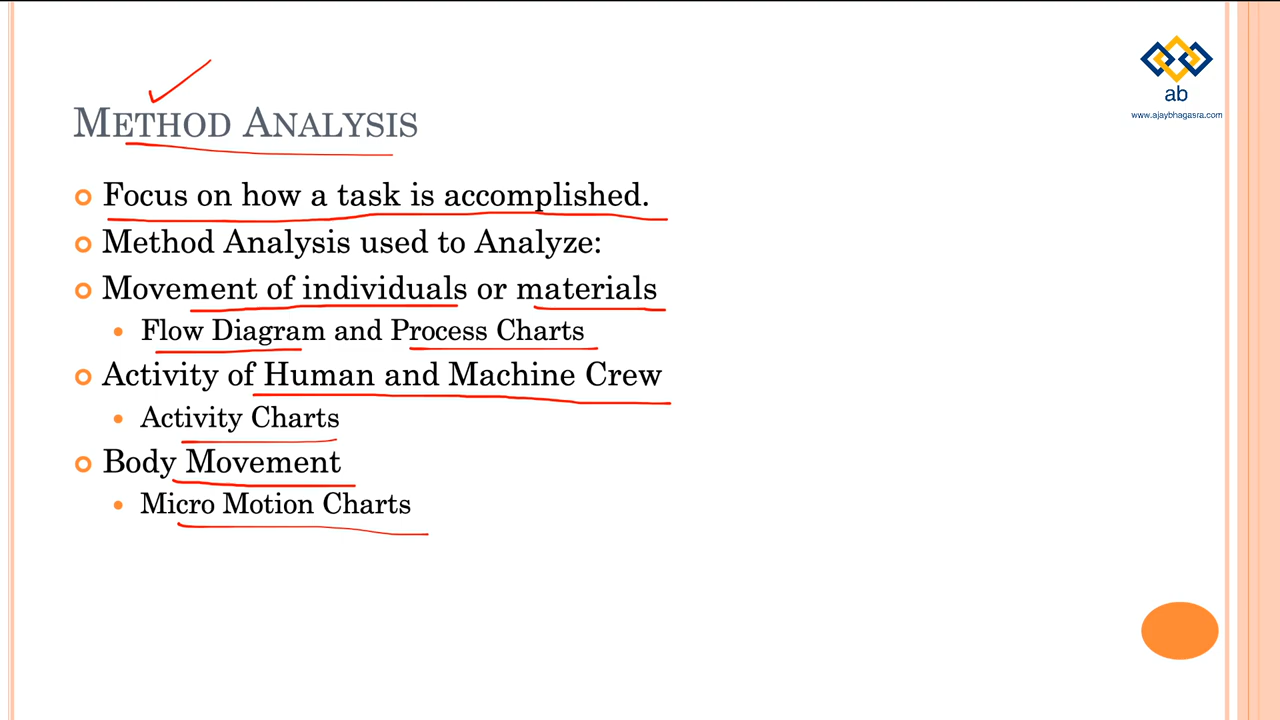 METHOD ANALYSIS
ab
www.ajaybhagasra.com
Focus on how a task is accomplished.
Method Analysis used to Analyze:
Movement of individuals or materials
Flow Diagram and Process Charts
Activity of Human and Machine Crew
Activity Charts
Body Movement
Micro Motion Charts